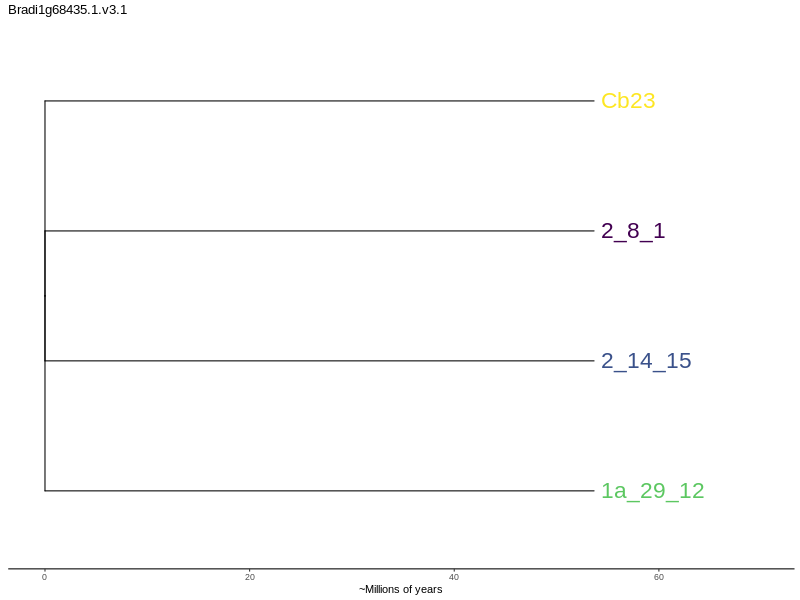 Bradi1g68435.1.v3.1
Cb23
2_8_1
2_14_15
1a_29_12
0 20 40 60
~Millions of years